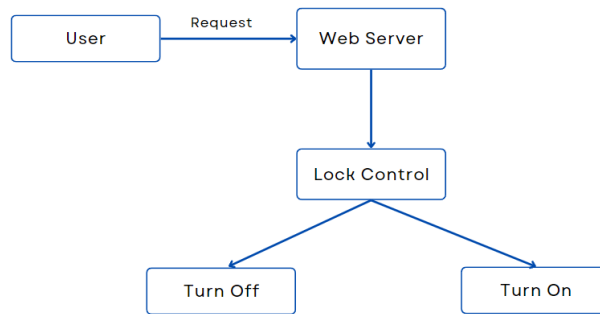 User
Request
Web Server
Lock Control
Turn Off
Turn On